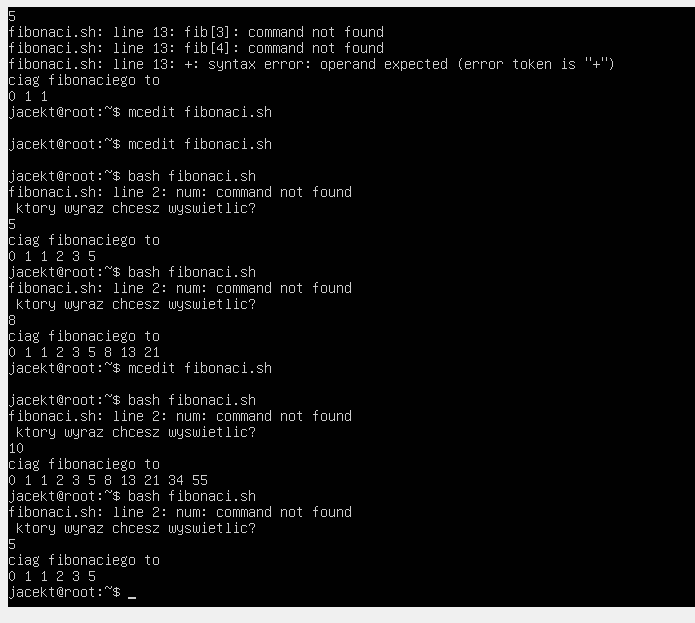 5
fibonaci.sh: line 13: fib[3]: command not found
fibonaci.sh: line 13: fib[4]: command not found
fibonaci.sh: line 13: +: syntax error: operand expected (error token is "+")
ciag fibonaciego to
0 1 1
jacekt@root:~$ mcedit fibonaci.sh
jacekt@root:~$ mcedit fibonaci.sh
jacekt@root:~$ bash fibonaci.sh
fibonaci.sh: line 2: num: command not found
ktory wyraz chcesz wyswietlic?
5
ciag fibonaciego to
0 1 1 2 3 5
jacekt@root:~$ bash fibonaci.sh
fibonaci.sh: line 2: num: command not found
ktory wyraz chcesz wyswietlic?
8
ciag fibonaciego to
0 1 1 2 3 5 8 13 21
jacekt@root:~$ mcedit fibonaci.sh
jacekt@root:~$ bash fibonaci.sh
fibonaci.sh: line 2: num: command not found
ktory wyraz chcesz wyswietlic?
10
ciag fibonaciego to
0 1 1 2 3 5 8 13 21 34 55
jacekt@root:~$ bash fibonaci.sh
fibonaci.sh: line 2: num: command not found
ktory wyraz chcesz wyswietlic?
5
ciag fibonaciego to
0 1 1 2 3 5
jacekt@root:~$ _